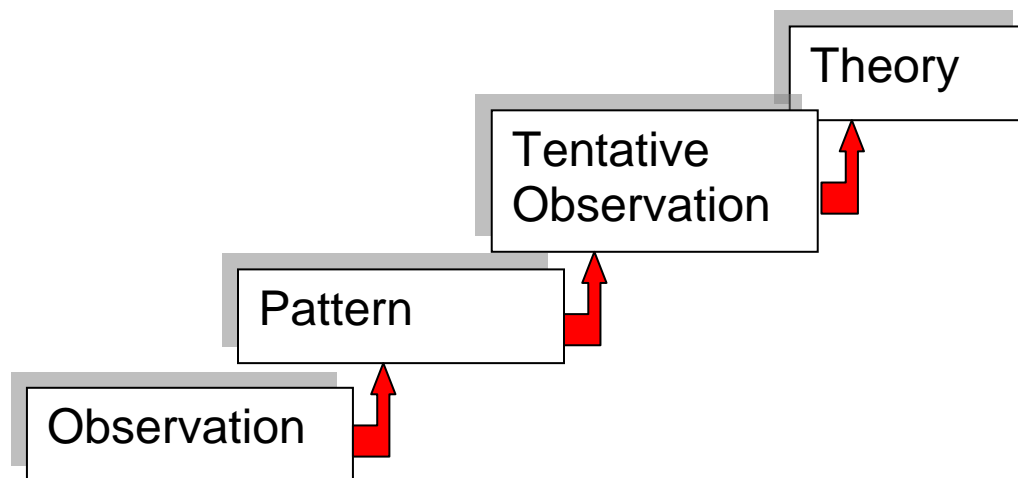 Theory
Tentative
Observation
Pattern
Observation